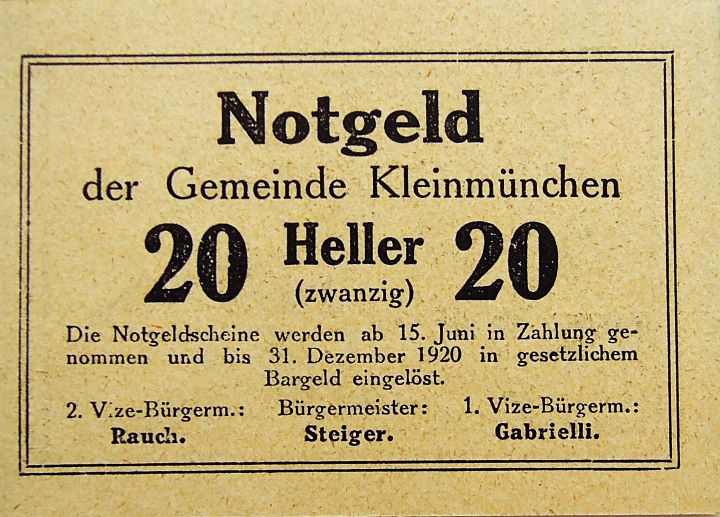 Notgeld
der Gemeinde Kleinmünchen
20 Heller 20
(zwanzig)
Die Notgeldscheine werden ab 15. Juni in Zahlung ge-
nommen und bis 31. Dezember 1920 in gesetzlichem
Bargeld eingelöst.
2. Vize-Bürgerm.: Bürgermeister: 1. Vize-Bürgerm.:
Rauch. Steiger. Gabrielli.